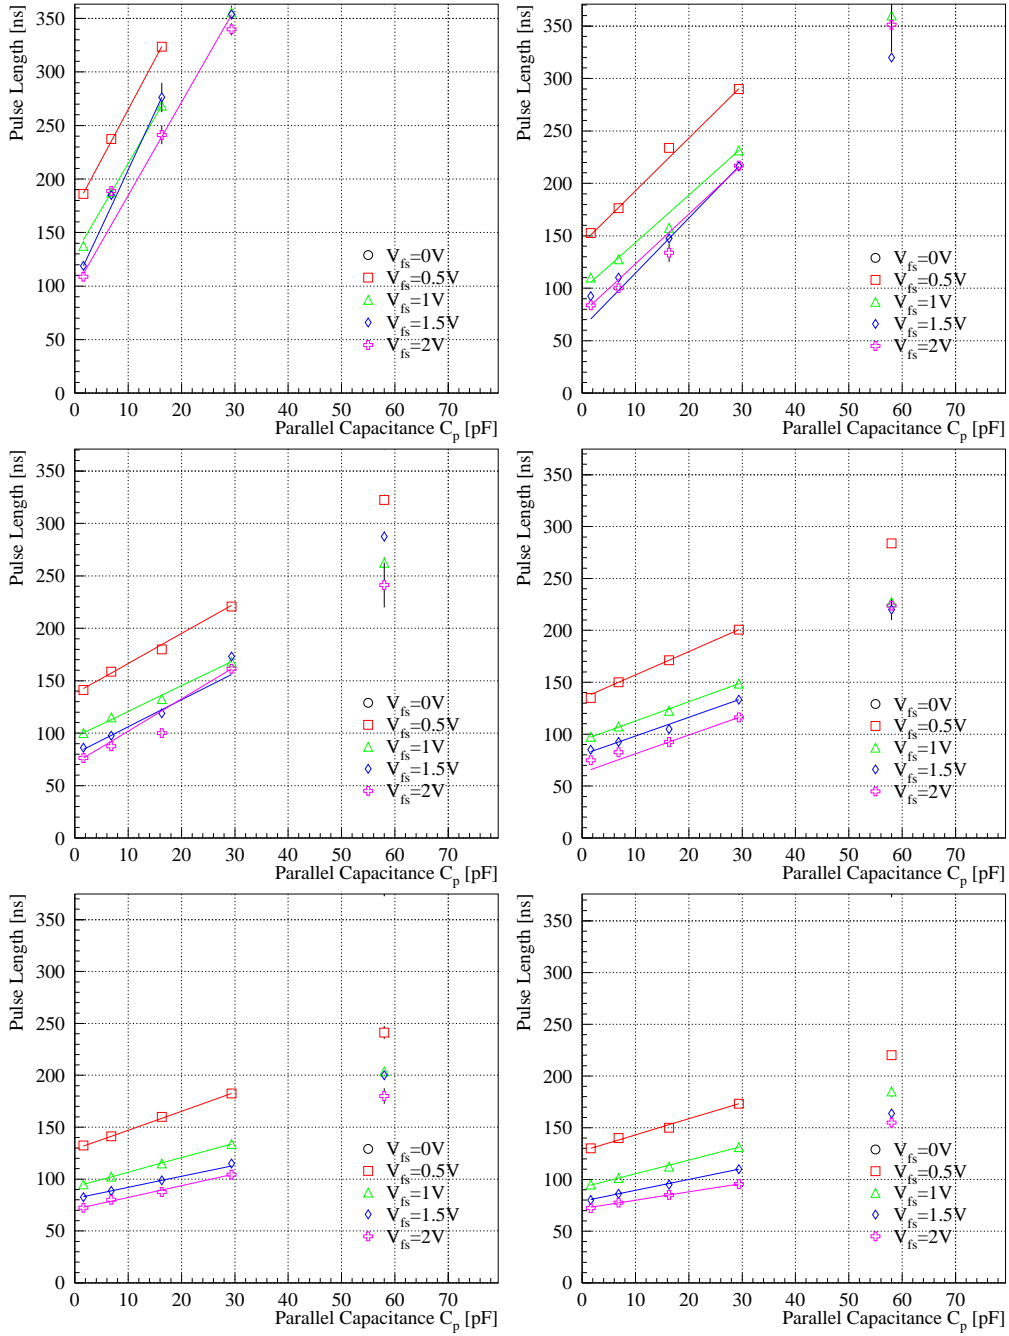 Pulse Length [ns]
350
300
250
200
150
100
50
0
V_fs=0V
V_fs=0.5V
V_fs=1V
V_fs=1.5V
V_fs=2V
0 10 20 30 40 50 60 70
Parallel Capacitance C_p [pF]
Pulse Length [ns]
350
300
250
200
150
100
50
0
V_fs=0V
V_fs=0.5V
V_fs=1V
V_fs=1.5V
V_fs=2V
0 10 20 30 40 50 60 70
Parallel Capacitance C_p [pF]
Pulse Length [ns]
350
300
250
200
150
100
50
0
V_fs=0V
V_fs=0.5V
V_fs=1V
V_fs=1.5V
V_fs=2V
0 10 20 30 40 50 60 70
Parallel Capacitance C_p [pF]
Pulse Length [ns]
350
300
250
200
150
100
50
0
V_fs=0V
V_fs=0.5V
V_fs=1V
V_fs=1.5V
V_fs=2V
0 10 20 30 40 50 60 70
Parallel Capacitance C_p [pF]
Pulse Length [ns]
350
300
250
200
150
100
50
0
V_fs=0V
V_fs=0.5V
V_fs=1V
V_fs=1.5V
V_fs=2V
0 10 20 30 40 50 60 70
Parallel Capacitance C_p [pF]
Pulse Length [ns]
350
300
250
200
150
100
50
0
V_fs=0V
V_fs=0.5V
V_fs=1V
V_fs=1.5V
V_fs=2V
0 10 20 30 40 50 60 70
Parallel Capacitance C_p [pF]